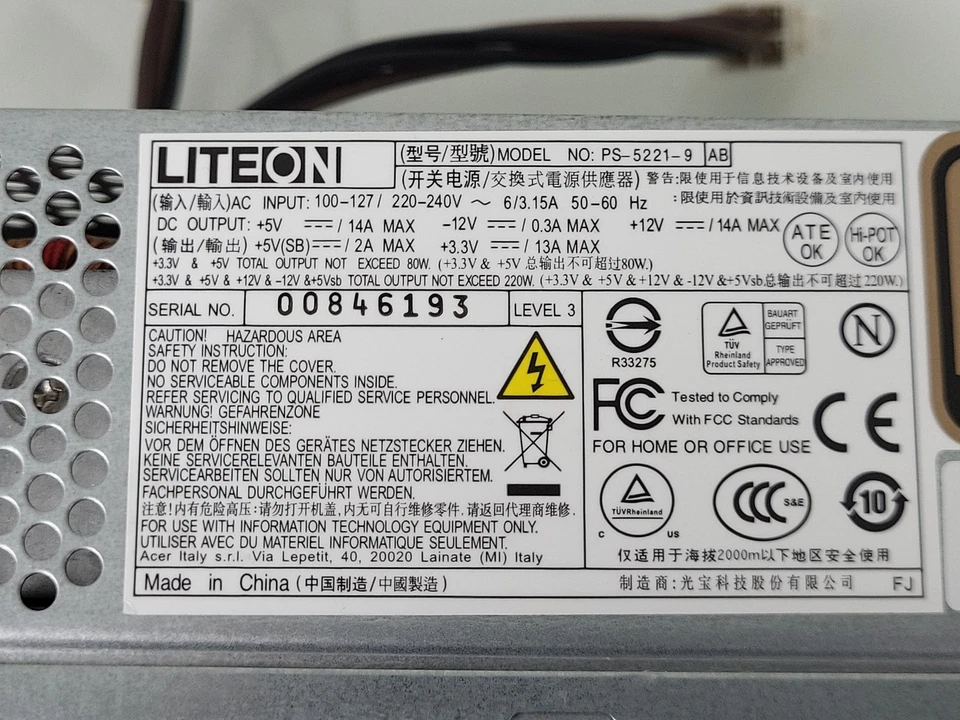 LITEON
(型号/型號)MODEL NO: PS-5221-9 AB
(开关电源/交換式電源供應器) 警告:限使用于信息技术设备及室内使用
:限使用於資訊技術設備及室內使用
(输入/輸入)AC INPUT: 100-127/ 220-240V ～ 6/3.15A 50-60 Hz
DC OUTPUT: +5V ⎓ / 14A MAX -12V ⎓ / 0.3A MAX +12V ⎓ / 14A MAX
(输出/輸出) +5V(SB) ⎓ / 2A MAX +3.3V ⎓ / 13A MAX
ATE OK
Hi-POT OK
+3.3V & +5V TOTAL OUTPUT NOT EXCEED 80W. (+3.3V & +5V 总输出不可超过80W.)
+3.3V & +5V & +12V & -12V &+5Vsb TOTAL OUTPUT NOT EXCEED 220W. (+3.3V & +5V &+12V & -12V &+5Vsb总输出不可超过220W.)
SERIAL NO. 00846193 LEVEL 3
CAUTION! HAZARDOUS AREA
SAFETY INSTRUCTION:
DO NOT REMOVE THE COVER.
NO SERVICEABLE COMPONENTS INSIDE.
REFER SERVICING TO QUALIFIED SERVICE PERSONNEL.
WARNUNG! GEFAHRENZONE
SICHERHEITSHINWEISE:
VOR DEM ÖFFNEN DES GERÄTES NETZSTECKER ZIEHEN.
KEINE SERVICERELEVANTEN BAUTEILE ENTHALTEN.
SERVICEARBEITEN SOLLTEN NUR VON AUTORISIERTEM.
FACHPERSONAL DURCHGEFÜHRT WERDEN.
注意!内有危险高压:请勿打开机盖, 内无可自行维修零件. 请返回代理商维修.
FOR USE WITH INFORMATION TECHNOLOGY EQUIPMENT ONLY.
UTILISER AVEC DU MATERIEL INFORMATIQUE SEULEMENT.
Acer Italy s.r.l. Via Lepetit, 40, 20020 Lainate (MI) Italy
R33275
TÜV Rheinland Product Safety
BAUART GEPRÜFT
TYPE APPROVED
N
FC Tested to Comply
With FCC Standards
FOR HOME OR OFFICE USE
CE
TÜVRheinland
C US
CCC S&E
10
仅适用于海拔2000m以下地区安全使用
Made in China (中国制造/中國製造) 制造商:光宝科技股份有限公司 FJ